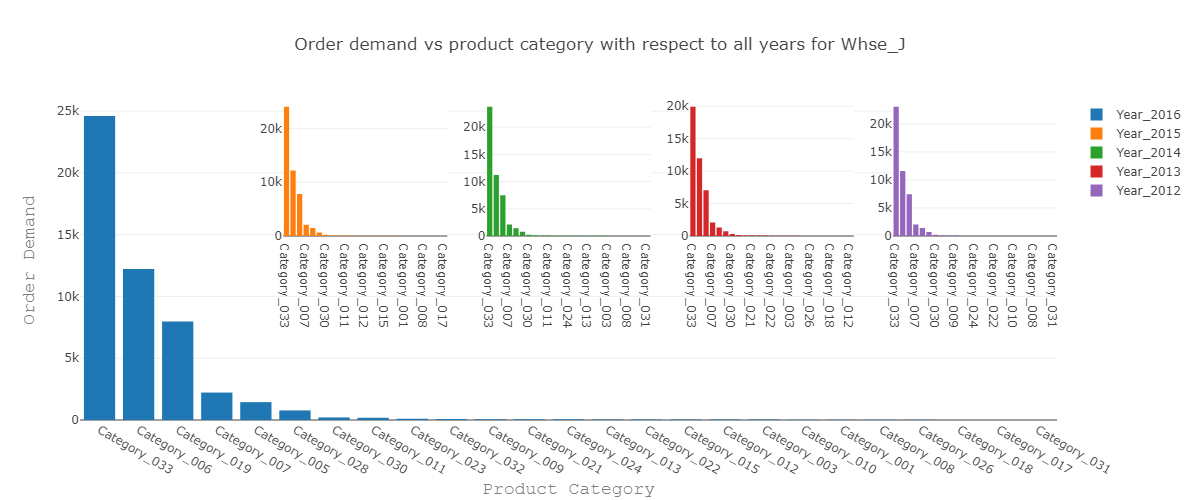 Order demand vs product category with respect to all years for Whse_J
Order Demand
25k
20k
15k
10k
5k
0
Category_033
Category_006
Category_019
Category_007
Category_005
Category_028
Category_030
Category_011
Category_023
Category_032
Category_009
Category_021
Category_024
Category_013
Category_022
Category_015
Category_012
Category_003
Category_010
Category_001
Category_008
Category_026
Category_018
Category_017
Category_031
Product Category
20k
10k
0
Category_033
Category_007
Category_030
Category_011
Category_012
Category_015
Category_001
Category_008
Category_017
20k
15k
10k
5k
0
Category_033
Category_007
Category_030
Category_011
Category_024
Category_013
Category_003
Category_008
Category_031
20k
15k
10k
5k
0
Category_033
Category_007
Category_030
Category_021
Category_022
Category_003
Category_026
Category_018
Category_012
20k
15k
10k
5k
0
Category_033
Category_007
Category_030
Category_009
Category_024
Category_022
Category_010
Category_008
Category_031
Year_2016
Year_2015
Year_2014
Year_2013
Year_2012